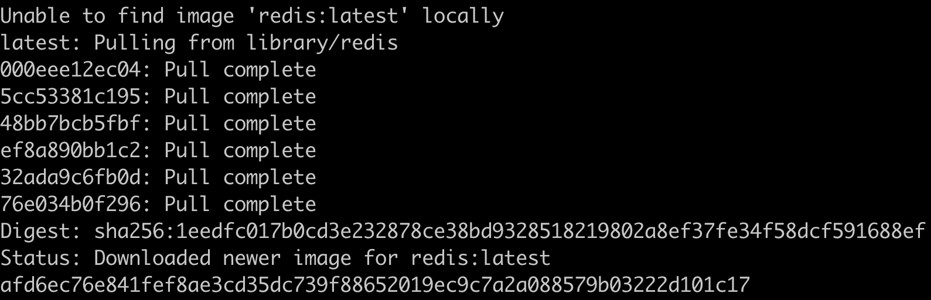 Unable to find image 'redis:latest' locally
latest: Pulling from library/redis
000eee12ec04: Pull complete
5cc53381c195: Pull complete
48bb7bcb5fbf: Pull complete
ef8a890bb1c2: Pull complete
32ada9c6fb0d: Pull complete
76e034b0f296: Pull complete
Digest: sha256:1eedfc017b0cd3e232878ce38bd9328518219802a8ef37fe34f58dcf591688ef
Status: Downloaded newer image for redis:latest
afd6ec76e841fef8ae3cd35dc739f88652019ec9c7a2a088579b03222d101c17